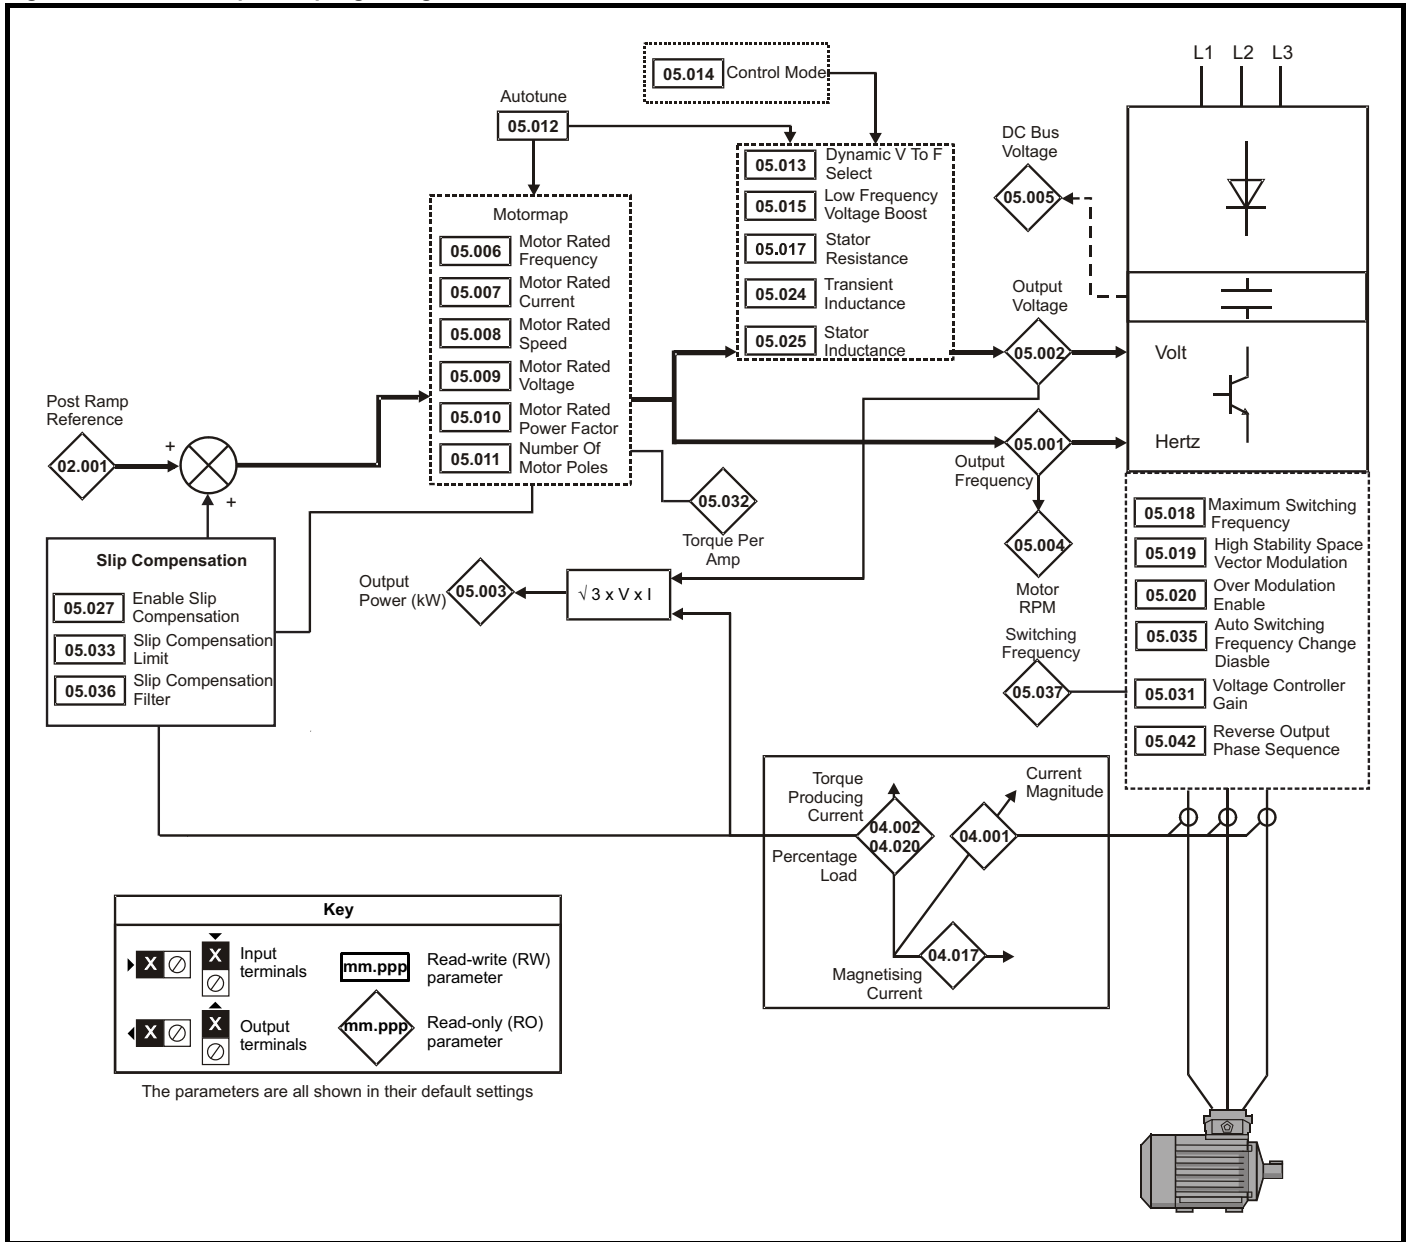 L1 L2 L3
05.014 Control Mode
Autotune
05.012
DC Bus
Voltage
05.005
05.013 Dynamic V To F
Select
05.015 Low Frequency
Voltage Boost
05.017 Stator
Resistance
05.024 Transient
Inductance
05.025 Stator
Inductance
Motormap
05.006 Motor Rated
Frequency
05.007 Motor Rated
Current
05.008 Motor Rated
Speed
05.009 Motor Rated
Voltage
05.010 Motor Rated
Power Factor
05.011 Number Of
Motor Poles
Output
Voltage
05.002
Volt
Hertz
Post Ramp
Reference
02.001
+
+
05.001
Output
Frequency
05.032
Torque Per
Amp
05.004
Motor
RPM
Slip Compensation
05.027 Enable Slip
Compensation
05.033 Slip Compensation
Limit
05.036 Slip Compensation
Filter
Output
Power (kW)
05.003
√ 3 x V x I
Switching
Frequency
05.037
05.018 Maximum Switching
Frequency
05.019 High Stability Space
Vector Modulation
05.020 Over Modulation
Enable
05.035 Auto Switching
Frequency Change
Diasble
05.031 Voltage Controller
Gain
05.042 Reverse Output
Phase Sequence
Torque
Producing
Current
04.002
04.020
Percentage
Load
Current
Magnitude
04.001
04.017
Magnetising
Current
Key
X X Input
terminals
mm.ppp Read-write (RW)
parameter
X X Output
terminals
mm.ppp Read-only (RO)
parameter
The parameters are all shown in their default settings